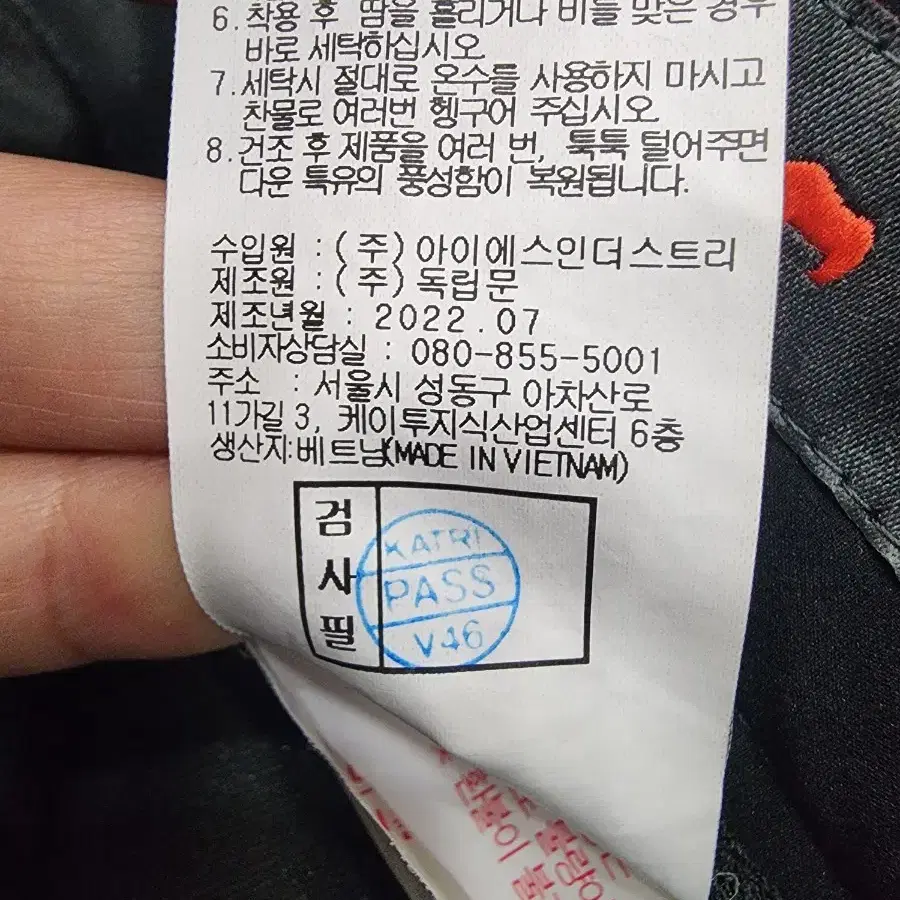 6. 착용 후 땀을 흘리거나 비를 맞은 경우
바로 세탁하십시오
7. 세탁시 절대로 온수를 사용하지 마시고
찬물로 여러번 헹구어 주십시오
8. 건조 후 제품을 여러 번, 툭툭 털어주면
다운 특유의 풍성함이 복원됩니다.
수입원 : (주) 아이에스인더스트리
제조원 : (주) 독립문
제조년월 : 2022.07
소비자상담실 : 080-855-5001
주소 : 서울시 성동구 아차산로
11가길 3, 케이투지식산업센터 6층
생산지:베트남(MADE IN VIETNAM)
검사필
KATRI
PASS
V46